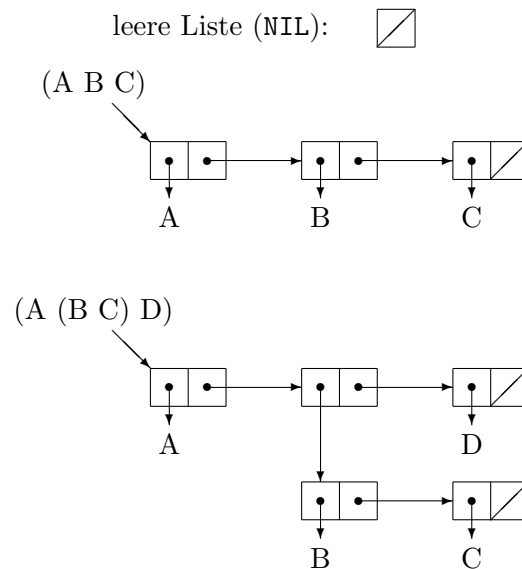 leere Liste (NIL):
(A B C)
A B C
(A (B C) D)
A D
B C